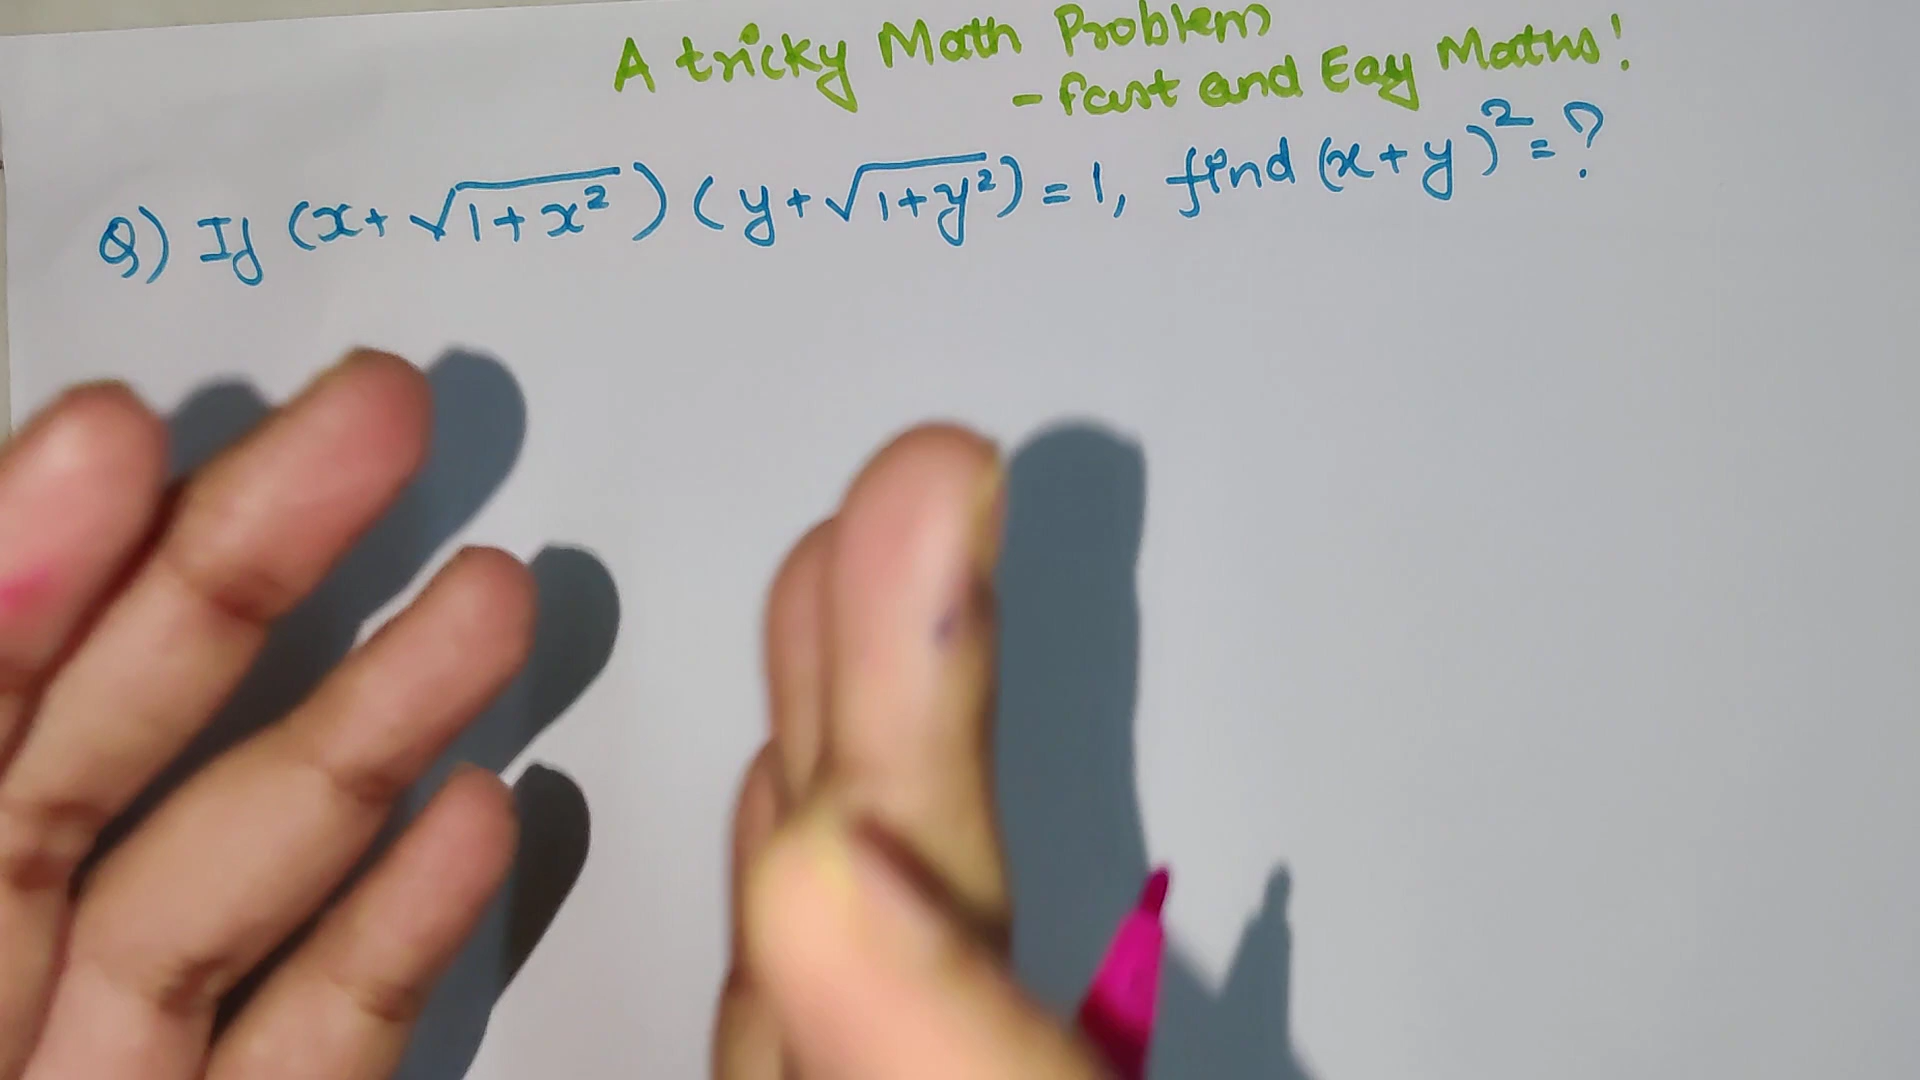 A tricky Math Problem
- fast and Easy Maths!
Q) If (x+√(1+x²))(y+√(1+y²))=1, find (x+y)²=?